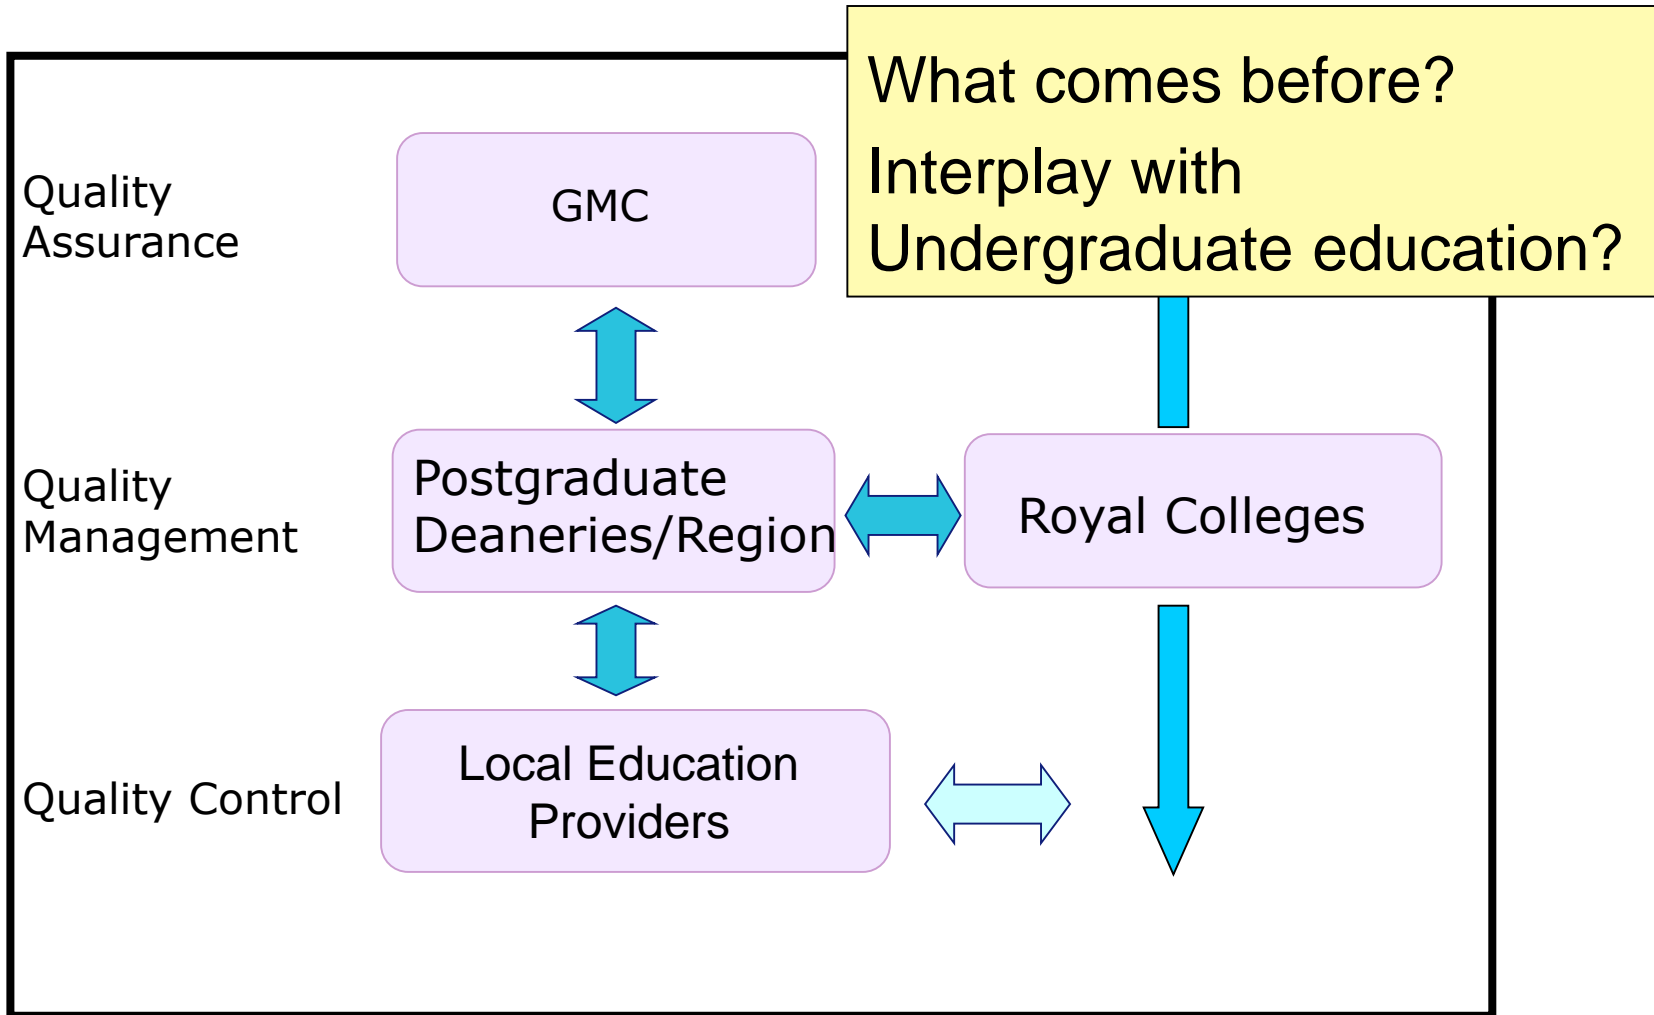 What comes before?
Interplay with
Undergraduate education?
Quality
Assurance
GMC
Quality
Management
Postgraduate
Deaneries/Region
Royal Colleges
Quality Control
Local Education
Providers